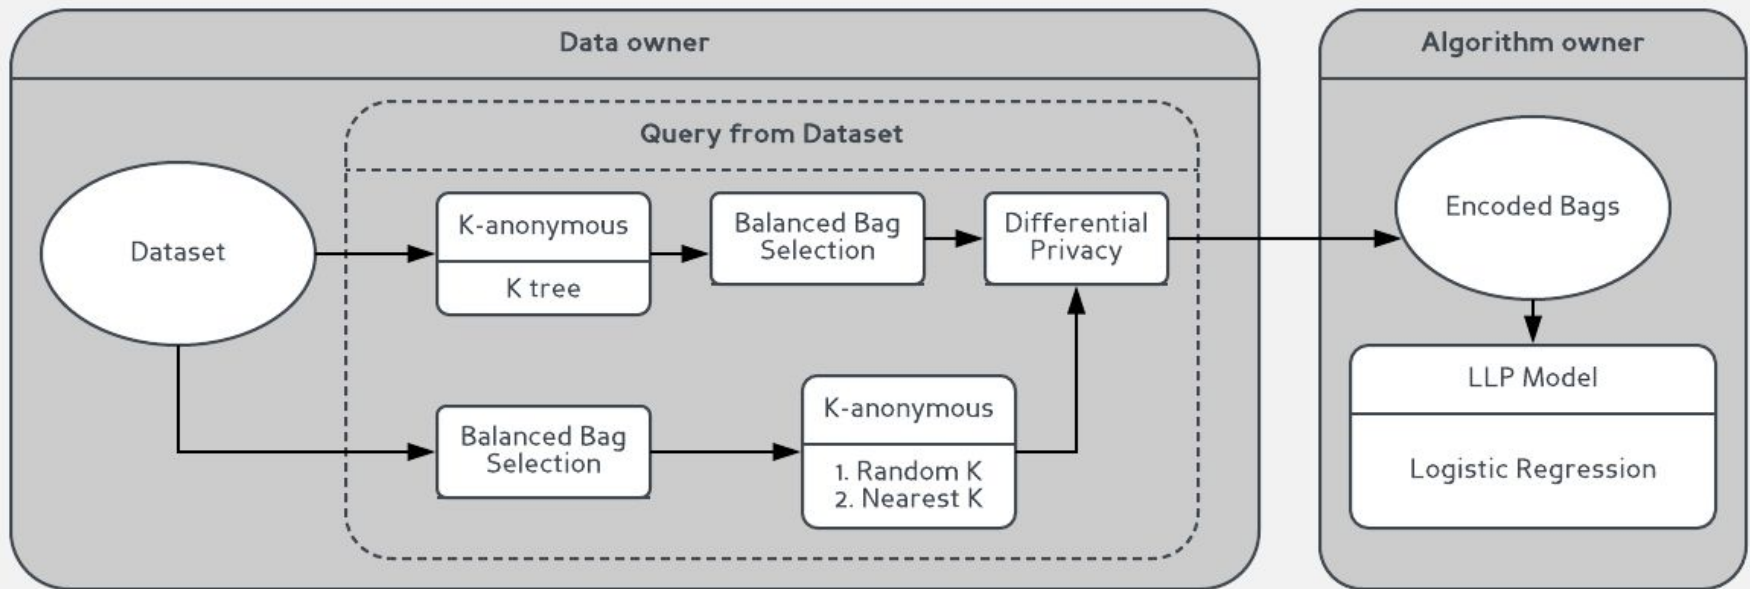 Data owner
Algorithm owner
Query from Dataset
Dataset
K-anonymous
K tree
Balanced Bag
Selection
Differential
Privacy
Encoded Bags
Balanced Bag
Selection
K-anonymous
1. Random K
2. Nearest K
LLP Model
Logistic Regression